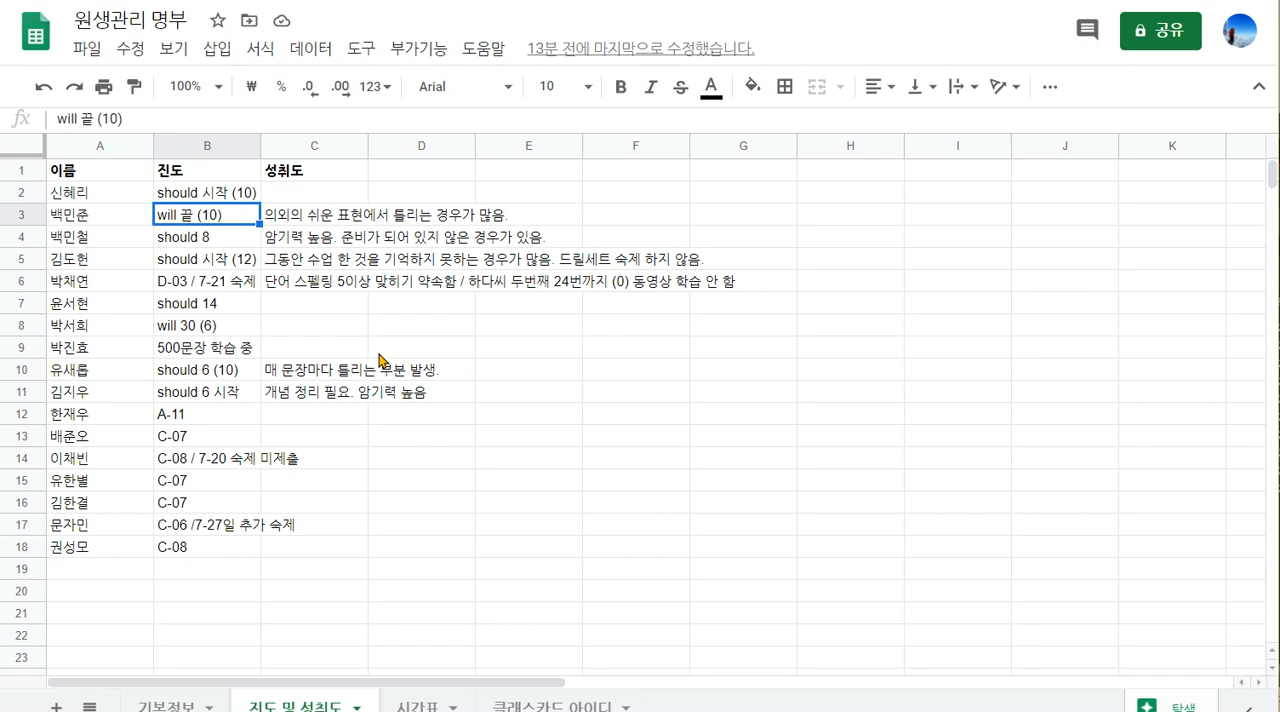 원생관리 명부
파일 수정 보기 삽입 서식 데이터 도구 부가기능 도움말 13분 전에 마지막으로 수정했습니다.
공유
100% ₩ % .0 .00 123 Arial 10 B I S A
fx will 끝 (10)
A B C D E F G H I J K
1 이름 진도 성취도
2 신혜리 should 시작 (10)
3 백민준 will 끝 (10) 의외의 쉬운 표현에서 틀리는 경우가 많음.
4 백민철 should 8 암기력 높음. 준비가 되어 있지 않은 경우가 있음.
5 김도헌 should 시작 (12) 그동안 수업 한 것을 기억하지 못하는 경우가 많음. 드릴세트 숙제 하지 않음.
6 박채연 D-03 / 7-21 숙제 단어 스펠링 5이상 맞히기 약속함 / 하다씨 두번째 24번까지 (0) 동영상 학습 안 함
7 윤서현 should 14
8 박서희 will 30 (6)
9 박진효 500문장 학습 중
10 유새롭 should 6 (10) 매 문장마다 틀리는 부분 발생.
11 김지우 should 6 시작 개념 정리 필요. 암기력 높음
12 한재우 A-11
13 배준오 C-07
14 이채빈 C-08 / 7-20 숙제 미제출
15 유한별 C-07
16 김한결 C-07
17 문자민 C-06 /7-27일 추가 숙제
18 권성모 C-08
19
20
21
22
23
기본정보 진도 및 성취도 시간표 클래스카드 아이디 탐색